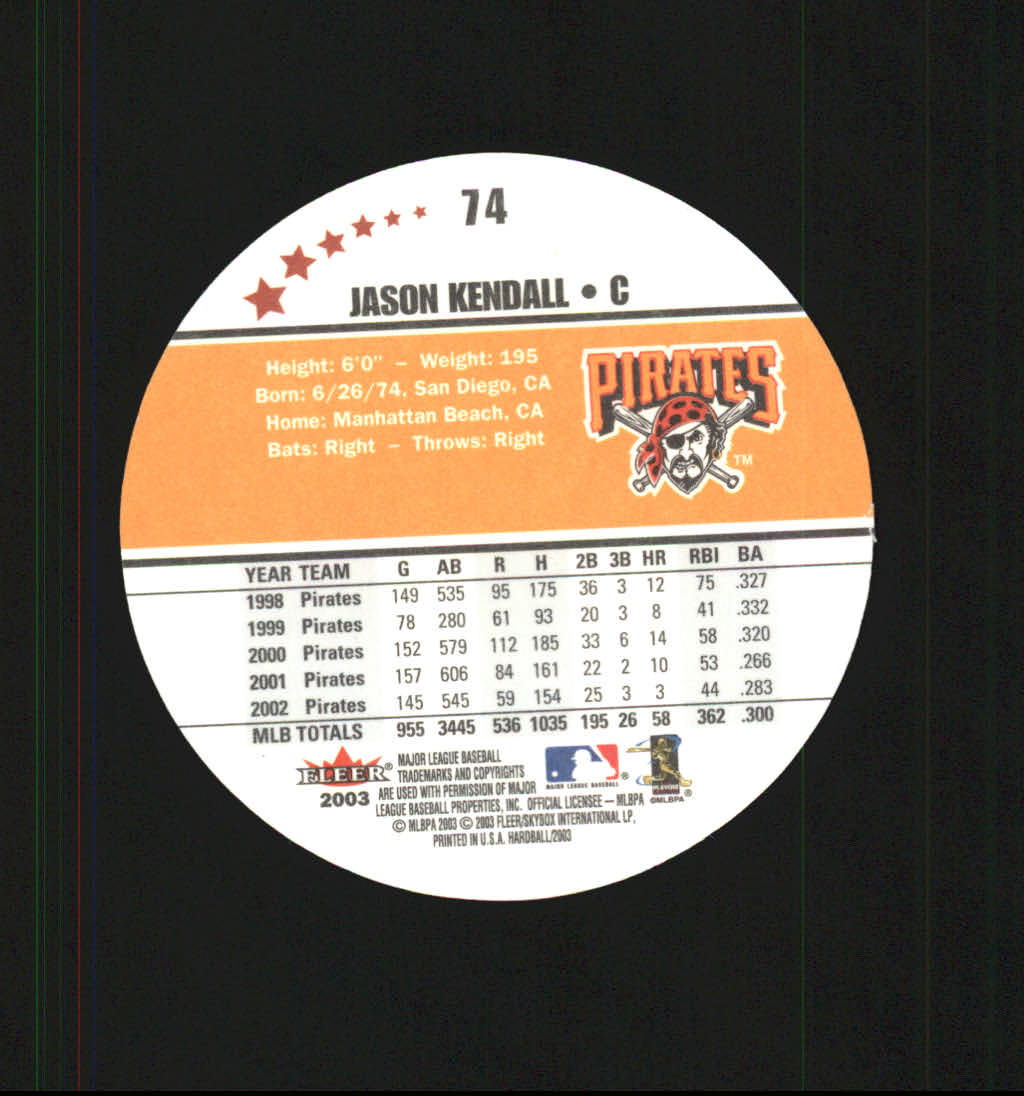 74
JASON KENDALL • C
Height: 6'0" – Weight: 195
Born: 6/26/74, San Diego, CA
Home: Manhattan Beach, CA
Bats: Right – Throws: Right
PIRATES
TM
YEAR TEAM G AB R H 2B 3B HR RBI BA
1998 Pirates 149 535 95 175 36 3 12 75 .327
1999 Pirates 78 280 61 93 20 3 8 41 .332
2000 Pirates 152 579 112 185 33 6 14 58 .320
2001 Pirates 157 606 84 161 22 2 10 53 .266
2002 Pirates 145 545 59 154 25 3 3 44 .283
MLB TOTALS 955 3445 536 1035 195 26 58 362 .300
FLEER®
2003
MAJOR LEAGUE BASEBALL
TRADEMARKS AND COPYRIGHTS
ARE USED WITH PERMISSION OF MAJOR
LEAGUE BASEBALL PROPERTIES, INC. OFFICIAL LICENSEE — MLBPA
© MLBPA 2003 © 2003 FLEER/SKYBOX INTERNATIONAL LP,
PRINTED IN U.S.A. HARDBALL/2003
MAJOR LEAGUE BASEBALL ®
PLAYERS
©MLBPA ®